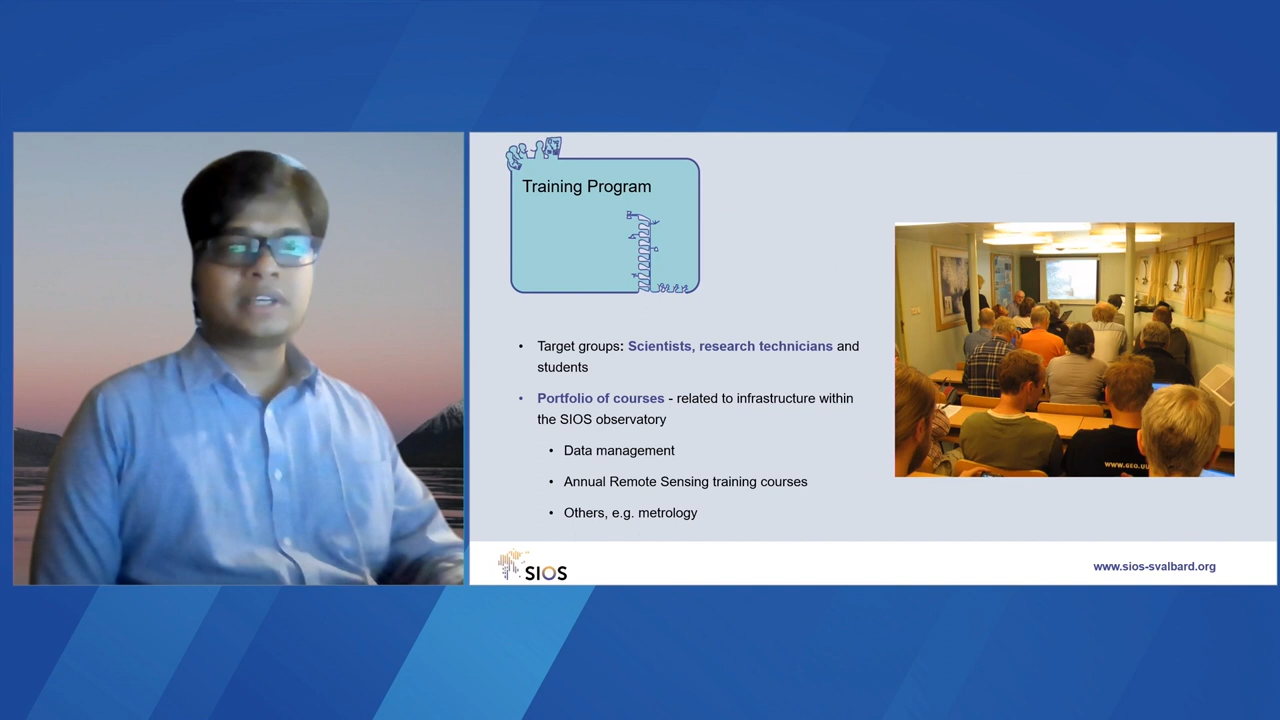 Training Program
• Target groups: Scientists, research technicians and
students
• Portfolio of courses - related to infrastructure within
the SIOS observatory
• Data management
• Annual Remote Sensing training courses
• Others, e.g. metrology
SIOS
www.sios-svalbard.org